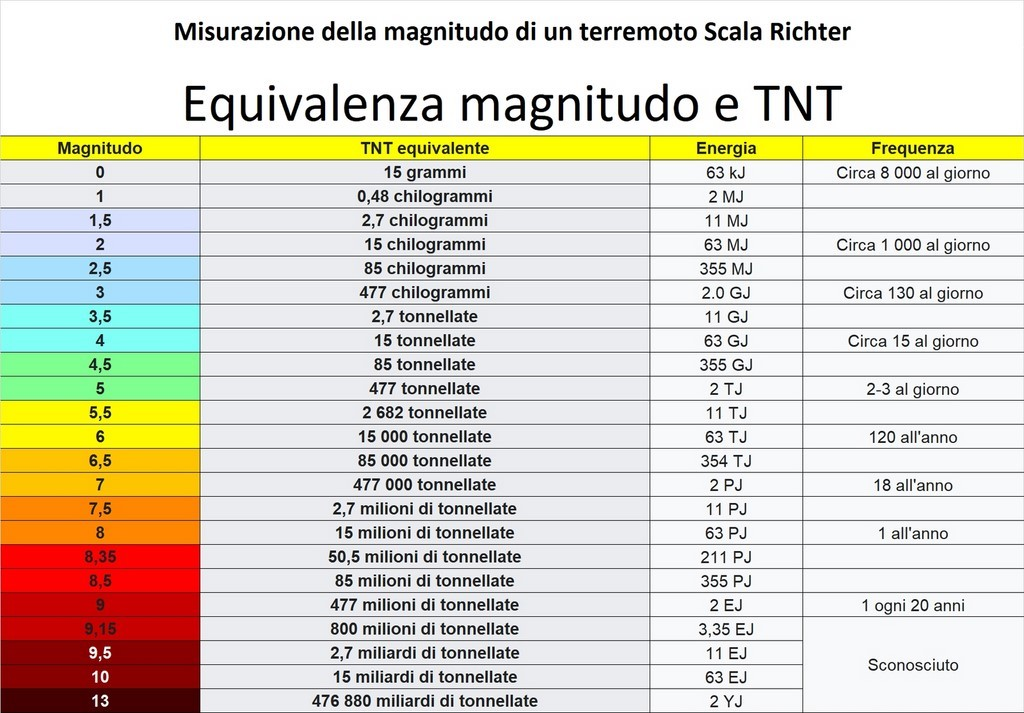 Misurazione della magnitudo di un terremoto Scala Richter
Equivalenza magnitudo e TNT
Magnitudo TNT equivalente Energia Frequenza
0 15 grammi 63 kJ Circa 8 000 al giorno
1 0,48 chilogrammi 2 MJ
1,5 2,7 chilogrammi 11 MJ
2 15 chilogrammi 63 MJ Circa 1 000 al giorno
2,5 85 chilogrammi 355 MJ
3 477 chilogrammi 2.0 GJ Circa 130 al giorno
3,5 2,7 tonnellate 11 GJ
4 15 tonnellate 63 GJ Circa 15 al giorno
4,5 85 tonnellate 355 GJ
5 477 tonnellate 2 TJ 2-3 al giorno
5,5 2 682 tonnellate 11 TJ
6 15 000 tonnellate 63 TJ 120 all'anno
6,5 85 000 tonnellate 354 TJ
7 477 000 tonnellate 2 PJ 18 all'anno
7,5 2,7 milioni di tonnellate 11 PJ
8 15 milioni di tonnellate 63 PJ 1 all'anno
8,35 50,5 milioni di tonnellate 211 PJ
8,5 85 milioni di tonnellate 355 PJ
9 477 milioni di tonnellate 2 EJ 1 ogni 20 anni
9,15 800 milioni di tonnellate 3,35 EJ
9,5 2,7 miliardi di tonnellate 11 EJ
Sconosciuto
10 15 miliardi di tonnellate 63 EJ
13 476 880 miliardi di tonnellate 2 YJ